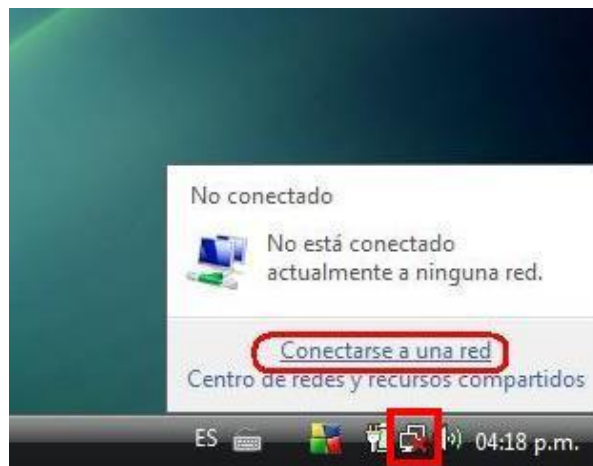 No conectado
No está conectado
actualmente a ninguna red.
Conectarse a una red
Centro de redes y recursos compartidos
ES 04:18 p.m.